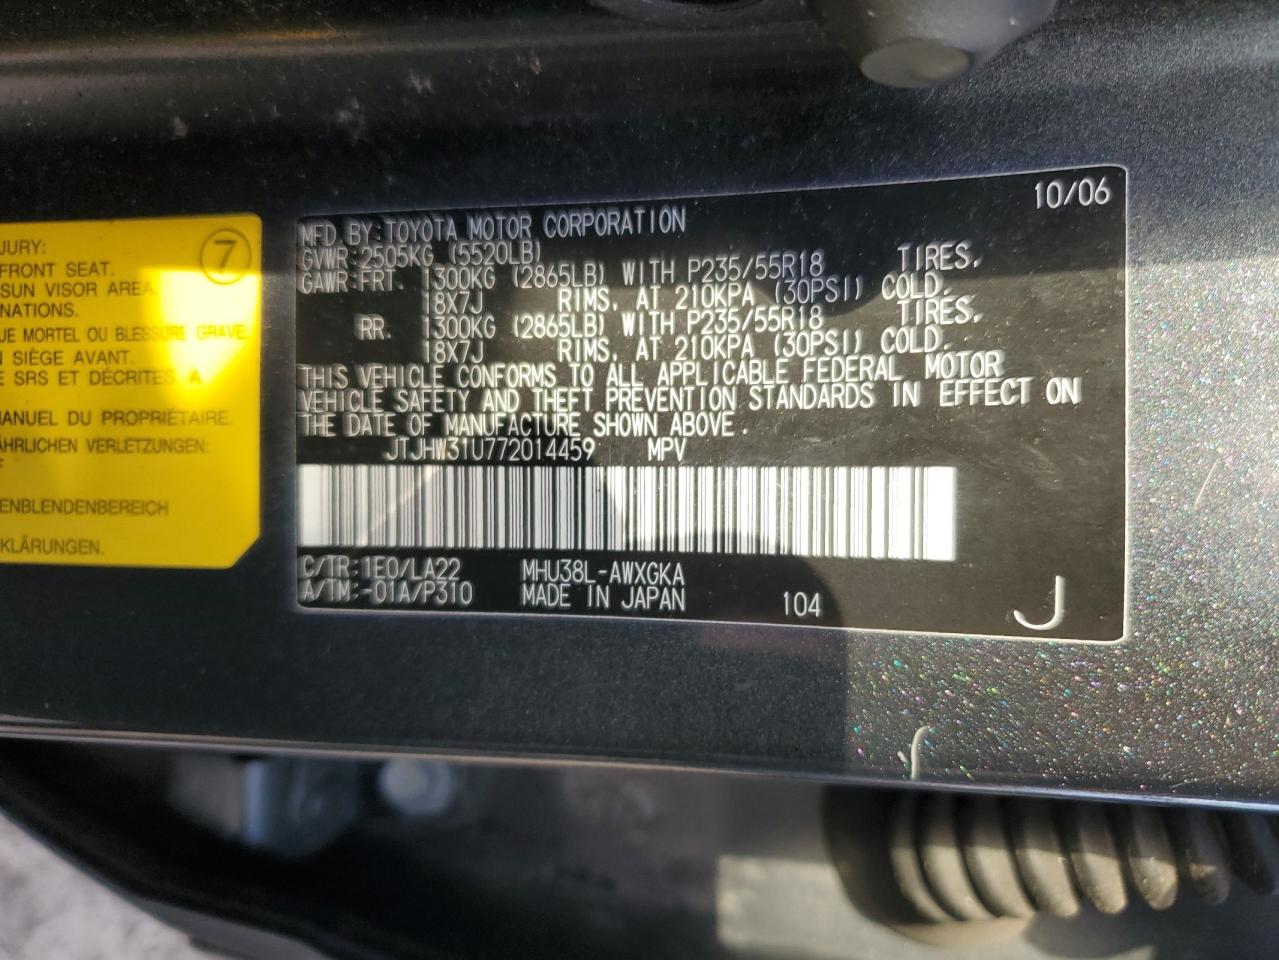 JURY:
FRONT SEAT.
SUN VISOR AREA.
NATIONS.
UE MORTEL OU BLESSURE GRAVE
N SIÈGE AVANT.
E SRS ET DÉCRITES À
MANUEL DU PROPRIÉTAIRE.
ÄHRLICHEN VERLETZUNGEN
ENBLENDENBEREICH
KLÄRUNGEN.
7
10/06
MFD. BY: TOYOTA MOTOR CORPORATION
GVWR: 2505KG (5520LB)
GAWR: FRT. 1300KG (2865LB) WITH P235/55R18 TIRES,
18X7J RIMS, AT 210KPA (30PSI) COLD.
RR. 1300KG (2865LB) WITH P235/55R18 TIRES,
18X7J RIMS, AT 210KPA (30PSI) COLD.
THIS VEHICLE CONFORMS TO ALL APPLICABLE FEDERAL MOTOR
VEHICLE SAFETY AND THEFT PREVENTION STANDARDS IN EFFECT ON
THE DATE OF MANUFACTURE SHOWN ABOVE.
JTJHW31U772014459 MPV
C/TR: 1E0/LA22 MHU38L-AWXGKA
A/TM: -01A/P310 MADE IN JAPAN 104 J